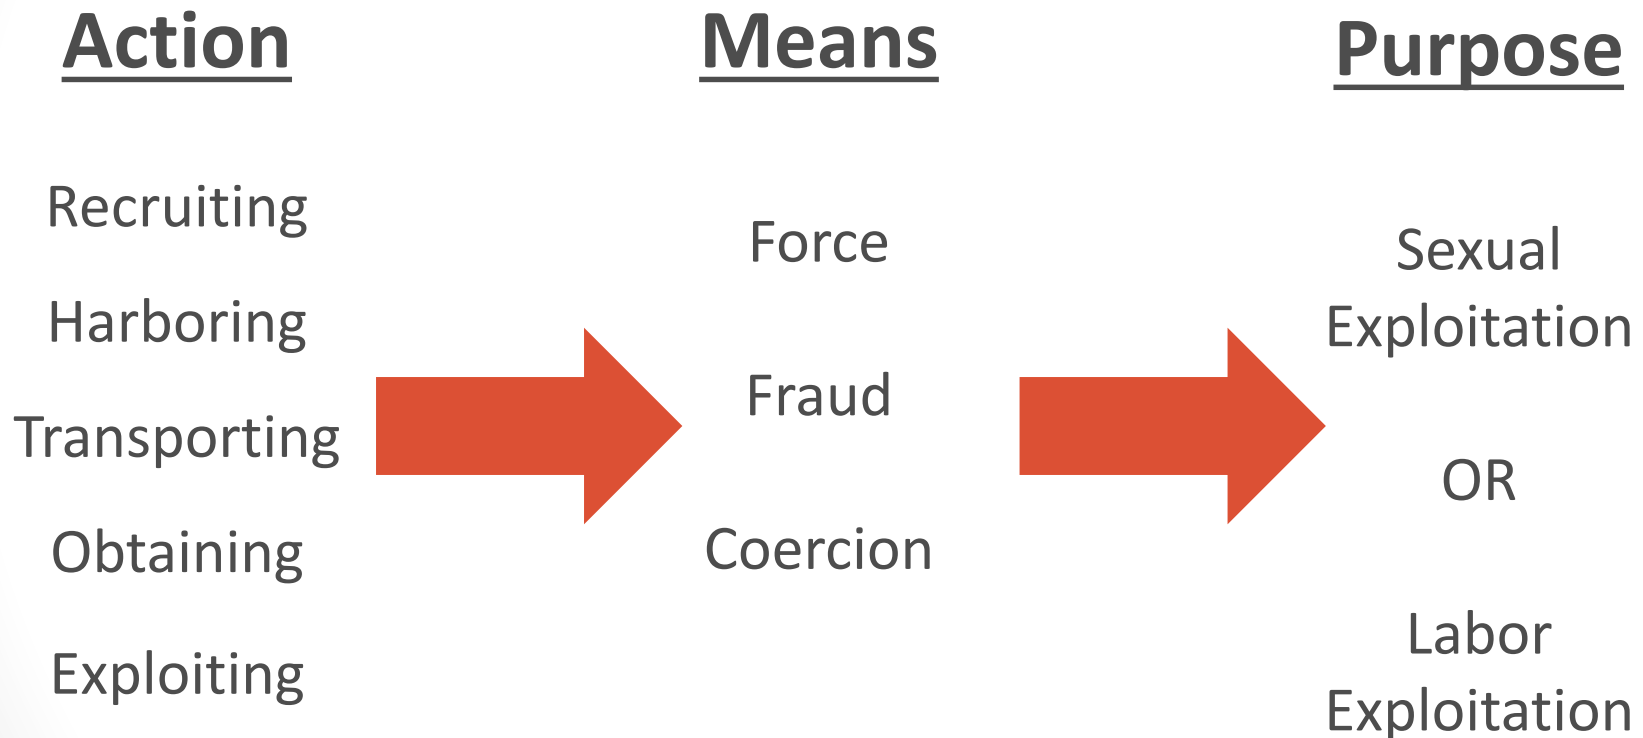 Action
Recruiting
Harboring
Transporting
Obtaining
Exploiting
Means
Force
Fraud
Coercion
Purpose
Sexual
Exploitation
OR
Labor
Exploitation